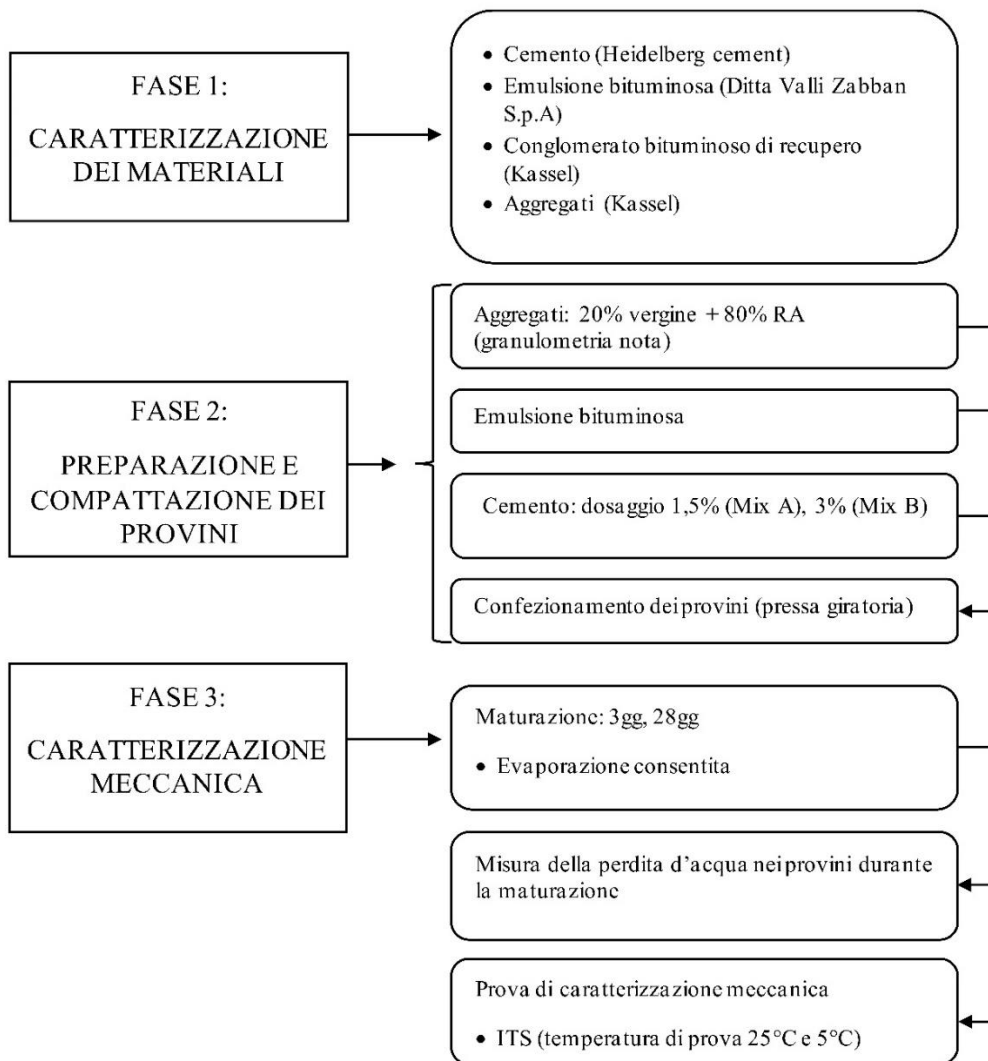 FASE 1:
CARATTERIZZAZIONE
DEI MATERIALI
• Cemento (Heidelberg cement)
• Emulsione bituminosa (Ditta Valli Zabban
S.p.A)
• Conglomerato bituminoso di recupero
(Kassel)
• Aggregati (Kassel)
FASE 2:
PREPARAZIONE E
COMPATTAZIONE DEI
PROVINI
Aggregati: 20% vergine + 80% RA
(granulometria nota)
Emulsione bituminosa
Cemento: dosaggio 1,5% (Mix A), 3% (Mix B)
Confezionamento dei provini (pressa giratoria)
FASE 3:
CARATTERIZZAZIONE
MECCANICA
Maturazione: 3gg, 28gg
• Evaporazione consentita
Misura della perdita d’acqua nei provini durante
la maturazione
Prova di caratterizzazione meccanica
• ITS (temperatura di prova 25°C e 5°C)